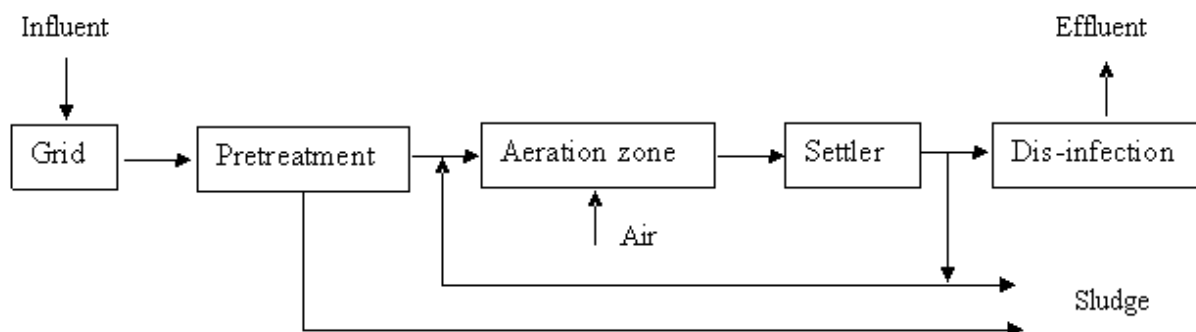 Influent
Effluent
Grid
Pretreatment
Aeration zone
Settler
Dis-infection
Air
Sludge